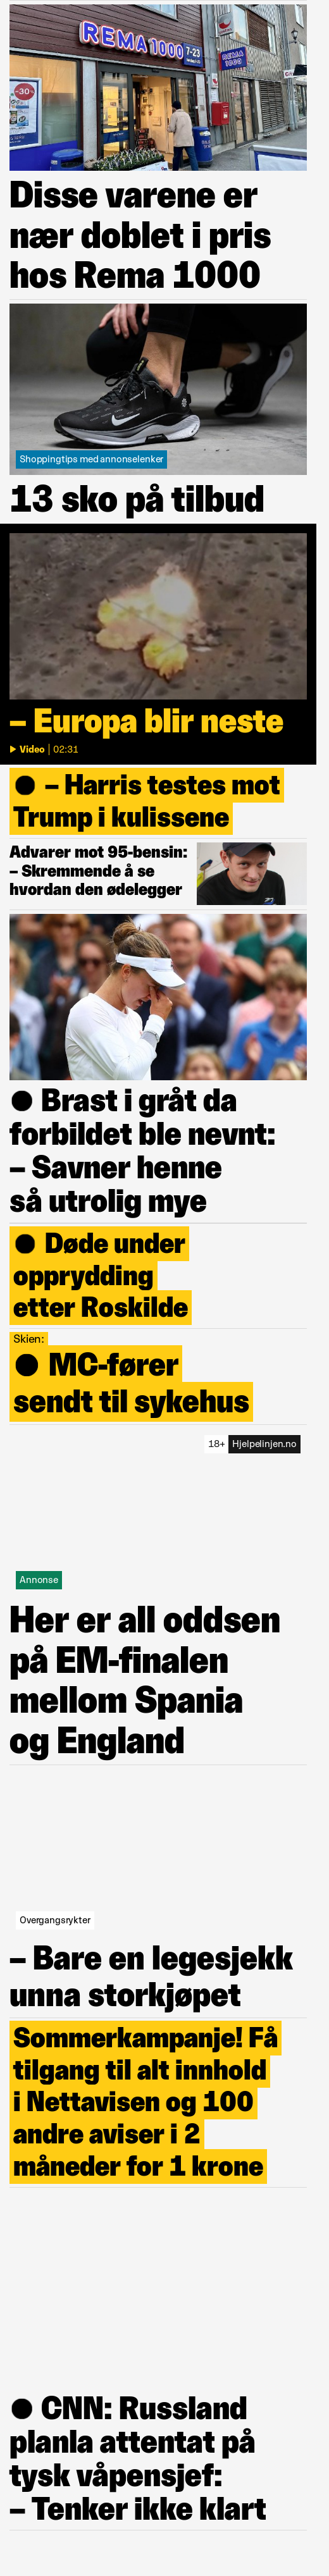 REMA 1000
7-23
REMA
1000
-30%
Disse varene er
nær doblet i pris
hos Rema 1000
Shoppingtips med annonselenker
13 sko på tilbud
– Europa blir neste
Video | 02:31
● – Harris testes mot
Trump i kulissene
Advarer mot 95-bensin:
– Skremmende å se
hvordan den ødelegger
● Brast i gråt da
forbildet ble nevnt:
– Savner henne
så utrolig mye
● Døde under
opprydding
etter Roskilde
Skien:
● MC-fører
sendt til sykehus
18+ Hjelpelinjen.no
Annonse
Her er all oddsen
på EM-finalen
mellom Spania
og England
Overgangsrykter
– Bare en legesjekk
unna storkjøpet
Sommerkampanje! Få
tilgang til alt innhold
i Nettavisen og 100
andre aviser i 2
måneder for 1 krone
● CNN: Russland
planla attentat på
tysk våpensjef:
– Tenker ikke klart